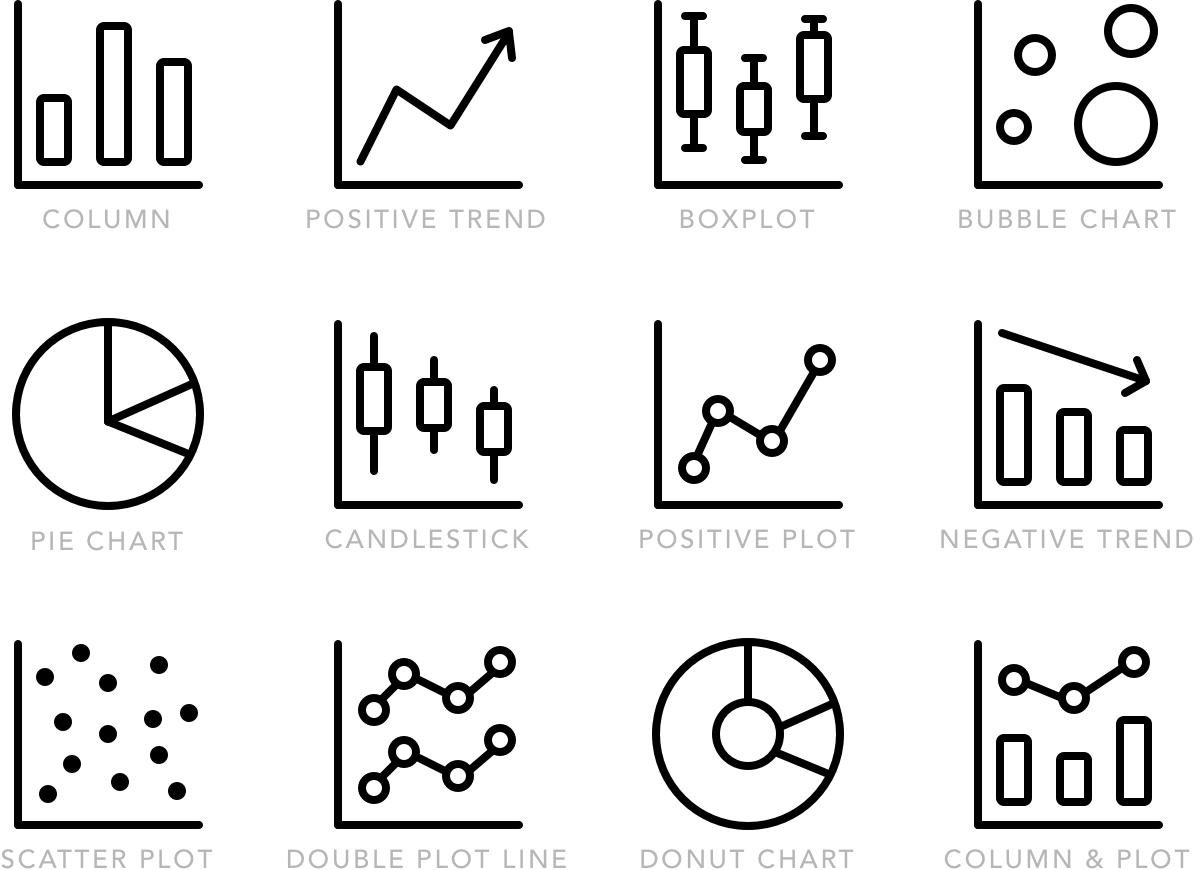 COLUMN
POSITIVE TREND
BOXPLOT
BUBBLE CHART
PIE CHART
CANDLESTICK
POSITIVE PLOT
NEGATIVE TREND
SCATTER PLOT
DOUBLE PLOT LINE
DONUT CHART
COLUMN & PLOT